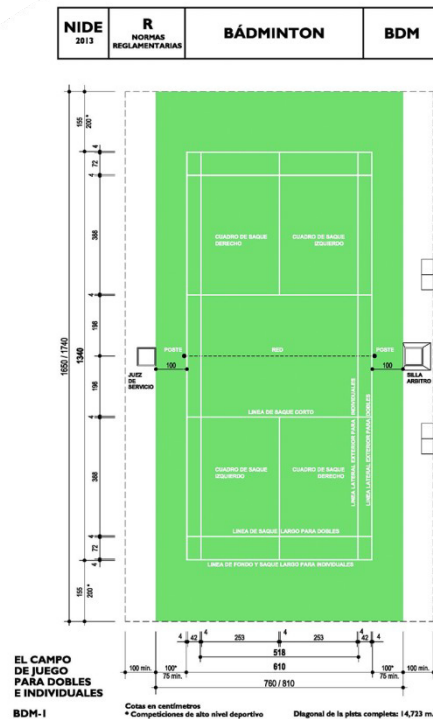 NIDE
2013
R
NORMAS
REGLAMENTARIAS
BÁDMINTON
BDM
155
200*
4
72
4
388
4
198
1650 / 1740
1340
198
4
388
4
72
4
155
200*
CUADRO DE SAQUE
DERECHO
CUADRO DE SAQUE
IZQUIERDO
POSTE
RED
POSTE
100
100
JUEZ
DE
SERVICIO
SILLA
ARBITRO
LINEA DE SAQUE CORTO
CUADRO DE SAQUE
IZQUIERDO
CUADRO DE SAQUE
DERECHO
LINEA LATERAL EXTERIOR PARA INDIVIDUALES
LINEA LATERAL EXTERIOR PARA DOBLES
LINEA DE SAQUE LARGO PARA DOBLES
LINEA DE FONDO Y SAQUE LARGO PARA INDIVIDUALES
4
42
4
253
4
253
4
42
4
518
100 min.
100*
75 min.
610
100*
75 min.
100 min.
760 / 810
EL CAMPO
DE JUEGO
PARA DOBLES
E INDIVIDUALES
BDM-1
Cotas en centímetros
* Competiciones de alto nivel deportivo
Diagonal de la pista completa: 14,723 m.